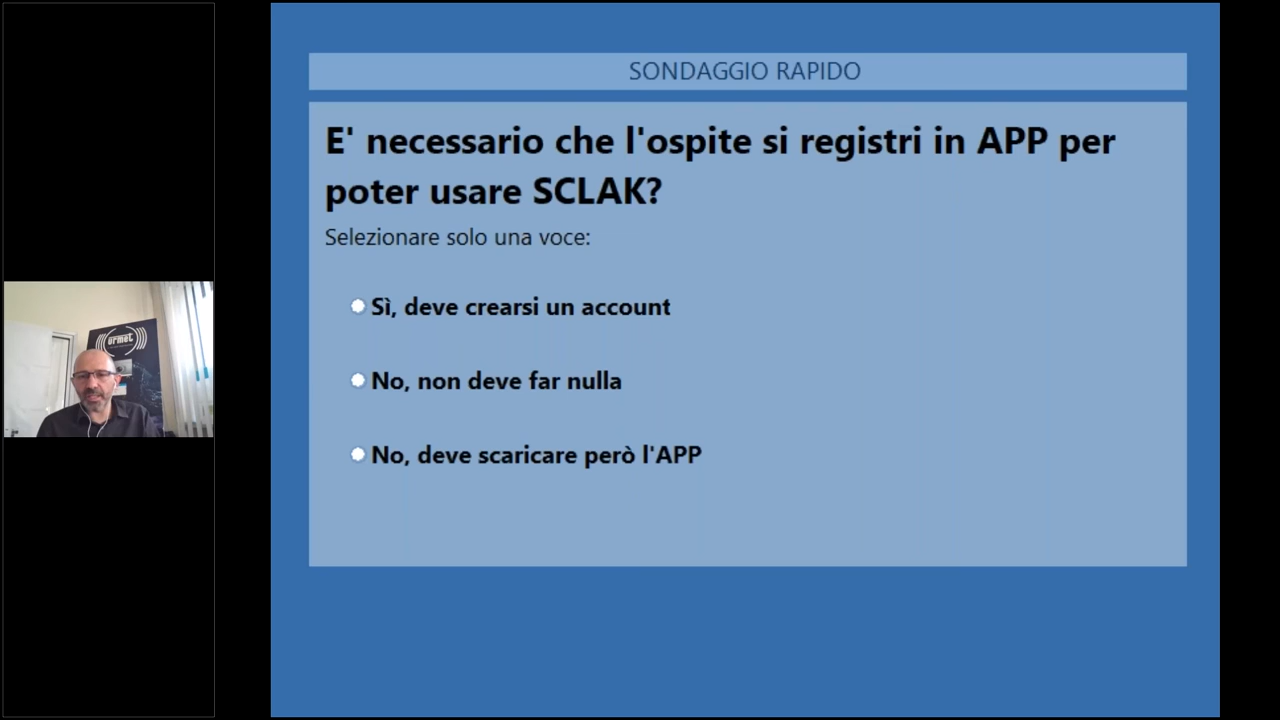 SONDAGGIO RAPIDO
E' necessario che l'ospite si registri in APP per
poter usare SCLAK?
Selezionare solo una voce:
Sì, deve crearsi un account
No, non deve far nulla
No, deve scaricare però l'APP
urmet